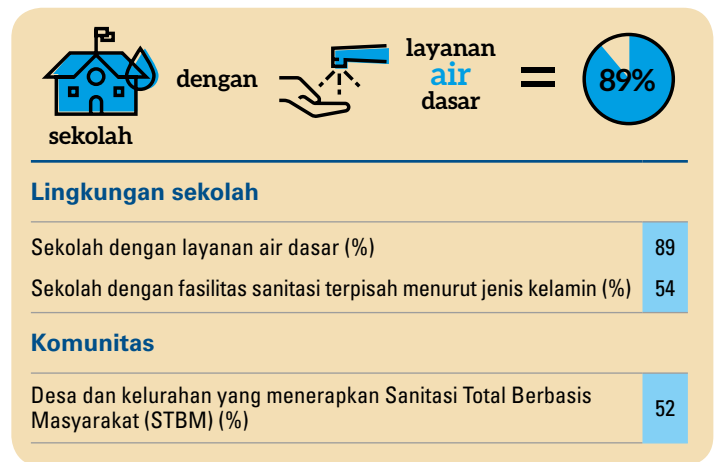 sekolah
dengan
layanan
air
dasar
=
89%
Lingkungan sekolah
Sekolah dengan layanan air dasar (%) 89
Sekolah dengan fasilitas sanitasi terpisah menurut jenis kelamin (%) 54
Komunitas
Desa dan kelurahan yang menerapkan Sanitasi Total Berbasis
Masyarakat (STBM) (%) 52